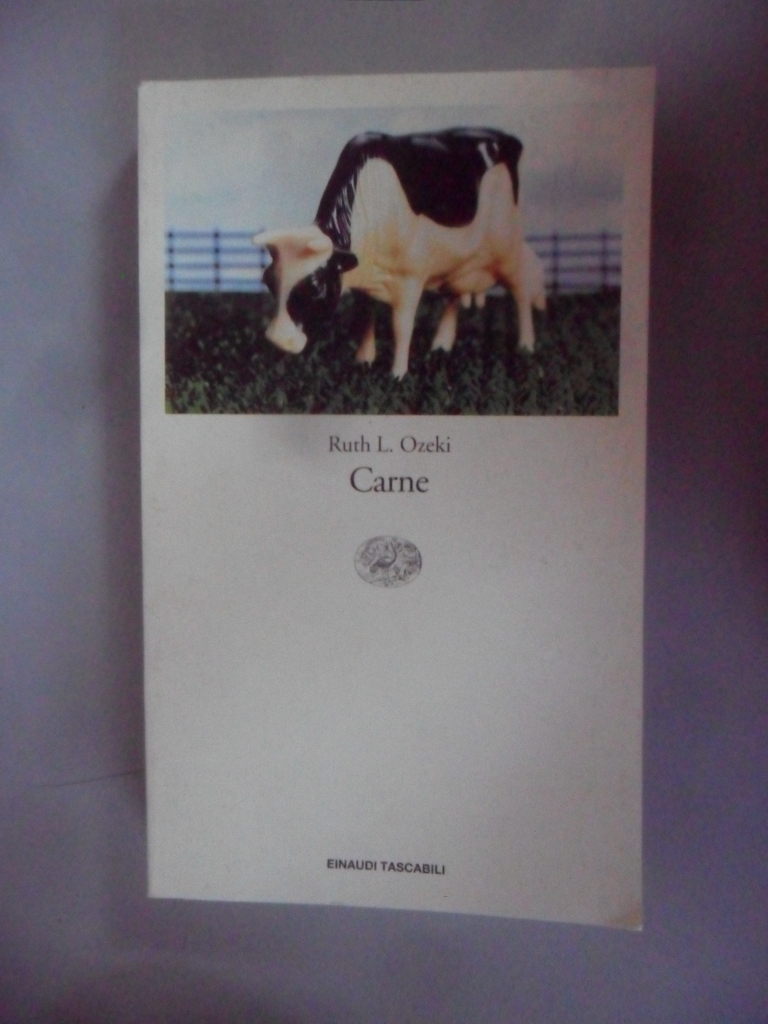 Ruth L. Ozeki
Carne
EINAUDI TASCABILI